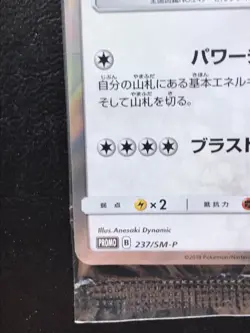 パワー
じぶん やまふだ きほん
自分の山札にある基本エネルギ
やまふだ き
そして山札を切る。
ブラスト
弱点 ×2 抵抗力
Illus. Anesaki Dynamic
PROMO B 237/SM-P
©2018 Pokémon/Ninten